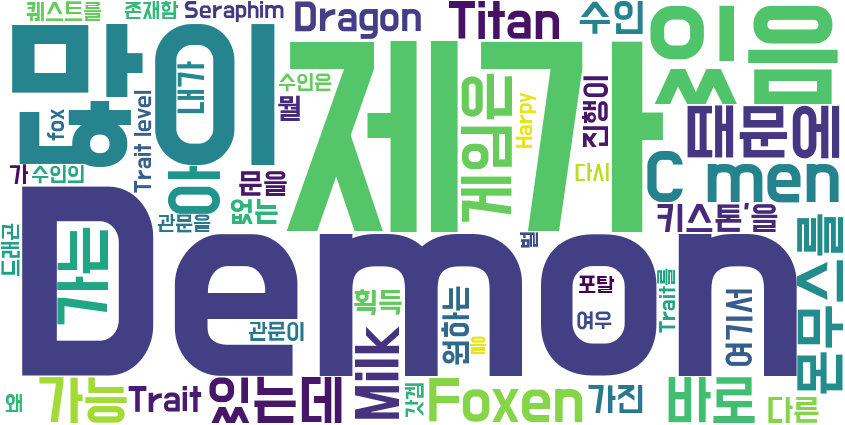 퀘스트를 존재함 Seraphim Dragon Titan 수인
많이 제가 있음
fox 내가 수인은 뭘 게임은 Harpy 진행이 때문에
Trait level
가 수인의 아 문을 없는 다시 C men
관문을 키스톤'을
드래곤 가는 Demon 벨 를
관문이 획득 원하는 포탈 여우 Trait를 여기서
Milk
왜 가능 Trait 있는데 갓겜 Foxen 가진 바로 다른